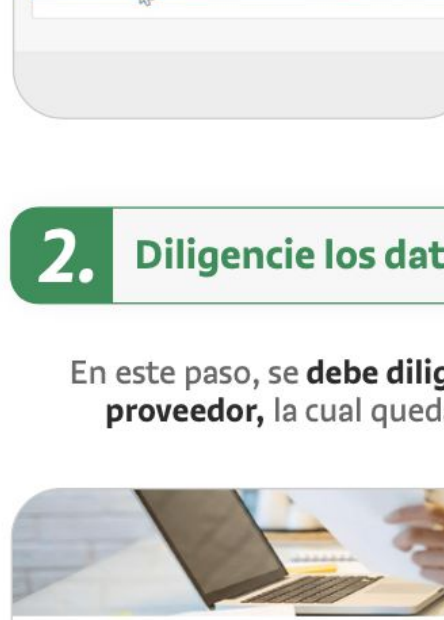 2. Diligencie los dat
En este paso, se debe dilig
proveedor, la cual qued